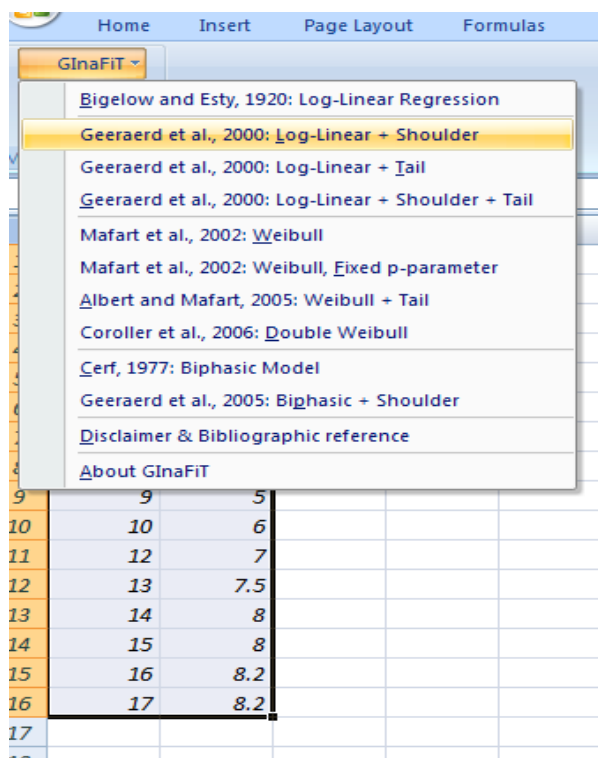 Home Insert Page Layout Formulas
GInaFiT
Bigelow and Esty, 1920: Log-Linear Regression
Geeraerd et al., 2000: Log-Linear + Shoulder
Geeraerd et al., 2000: Log-Linear + Tail
Geeraerd et al., 2000: Log-Linear + Shoulder + Tail
Mafart et al., 2002: Weibull
Mafart et al., 2002: Weibull, Fixed p-parameter
Albert and Mafart, 2005: Weibull + Tail
Coroller et al., 2006: Double Weibull
Cerf, 1977: Biphasic Model
Geeraerd et al., 2005: Biphasic + Shoulder
Disclaimer & Bibliographic reference
About GInaFiT
9 9 5
10 10 6
11 12 7
12 13 7.5
13 14 8
14 15 8
15 16 8.2
16 17 8.2
17